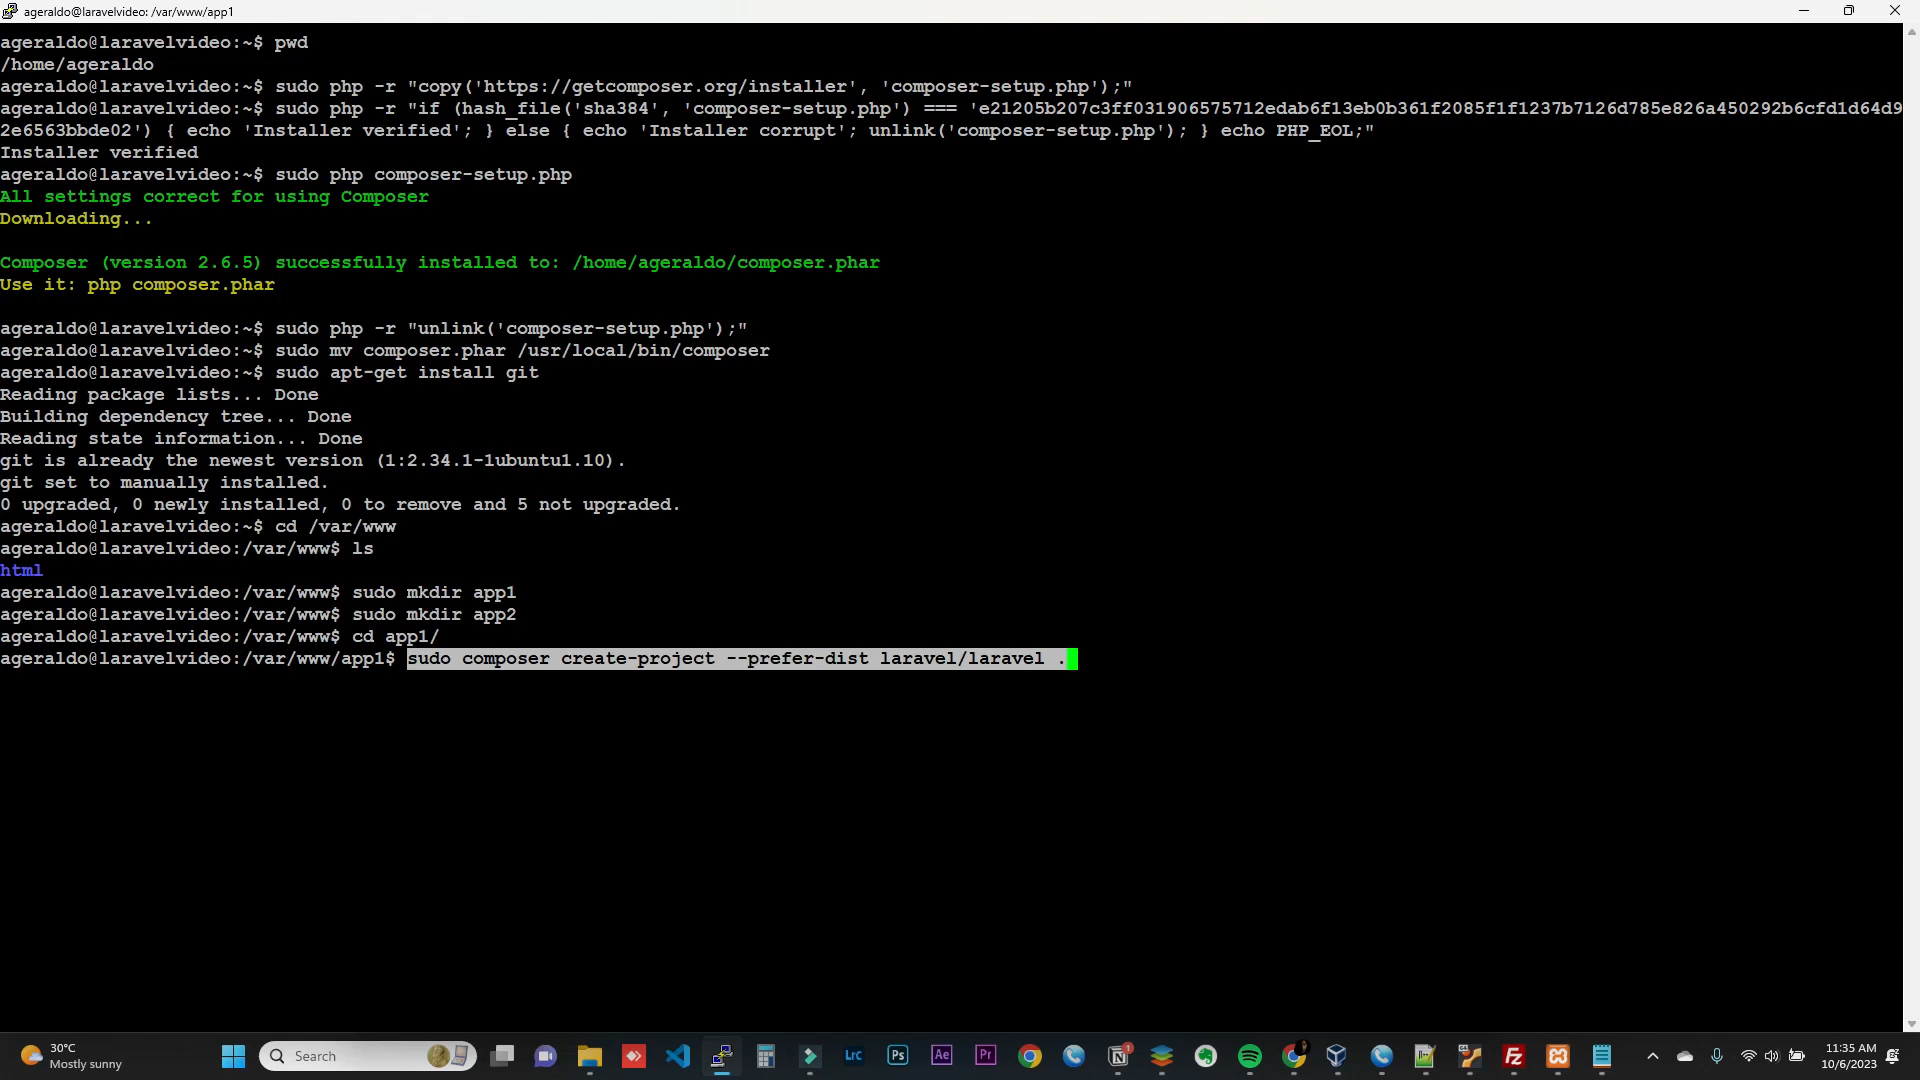 ageraldo@laravelvideo: /var/www/app1
ageraldo@laravelvideo:~$ pwd
/home/ageraldo
ageraldo@laravelvideo:~$ sudo php -r "copy('https://getcomposer.org/installer', 'composer-setup.php');"
ageraldo@laravelvideo:~$ sudo php -r "if (hash_file('sha384', 'composer-setup.php') === 'e21205b207c3ff031906575712edab6f13eb0b361f2085f1f1237b7126d785e826a450292b6cfd1d64d9
2e6563bbde02') { echo 'Installer verified'; } else { echo 'Installer corrupt'; unlink('composer-setup.php'); } echo PHP_EOL;"
Installer verified
ageraldo@laravelvideo:~$ sudo php composer-setup.php
All settings correct for using Composer
Downloading...
Composer (version 2.6.5) successfully installed to: /home/ageraldo/composer.phar
Use it: php composer.phar
ageraldo@laravelvideo:~$ sudo php -r "unlink('composer-setup.php');"
ageraldo@laravelvideo:~$ sudo mv composer.phar /usr/local/bin/composer
ageraldo@laravelvideo:~$ sudo apt-get install git
Reading package lists... Done
Building dependency tree... Done
Reading state information... Done
git is already the newest version (1:2.34.1-1ubuntu1.10).
git set to manually installed.
0 upgraded, 0 newly installed, 0 to remove and 5 not upgraded.
ageraldo@laravelvideo:~$ cd /var/www
ageraldo@laravelvideo:/var/www$ ls
html
ageraldo@laravelvideo:/var/www$ sudo mkdir app1
ageraldo@laravelvideo:/var/www$ sudo mkdir app2
ageraldo@laravelvideo:/var/www$ cd app1/
ageraldo@laravelvideo:/var/www/app1$ sudo composer create-project --prefer-dist laravel/laravel .
30°C
Mostly sunny
Search
Lrc
Ps
Ae
Pr
1
Fz
11:35 AM
10/6/2023